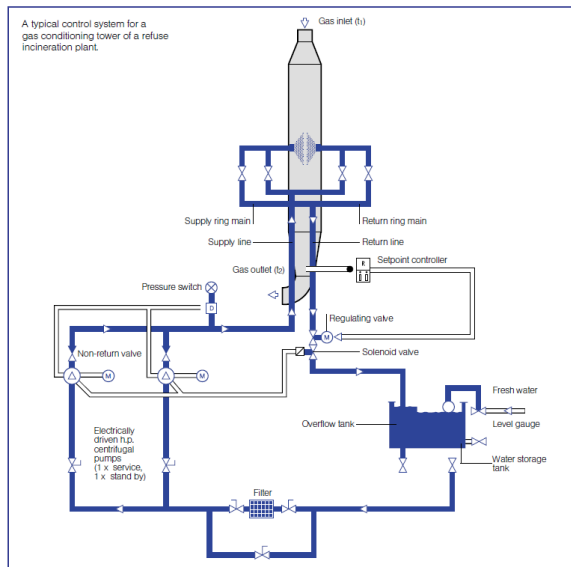 A typical control system for a
gas conditioning tower of a refuse
incineration plant.
Gas inlet (t₁)
Supply ring main
Return ring main
Supply line
Return line
Gas outlet (t₂)
Setpoint controller
R
Pressure switch
D
Regulating valve
M
Non-return valve
M
M
Solenoid valve
Fresh water
Overflow tank
Level gauge
Electrically
driven h.p.
centrifugal
pumps
(1 x service,
1 x stand by)
Water storage
tank
Filter